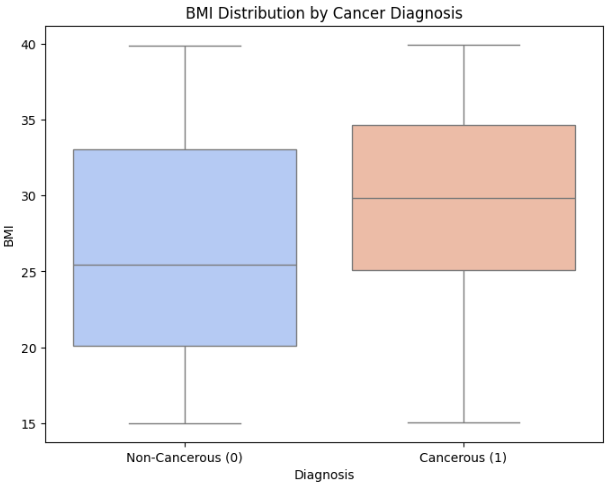 BMI Distribution by Cancer Diagnosis
40
35
30
25
20
15
BMI
Non-Cancerous (0)
Cancerous (1)
Diagnosis